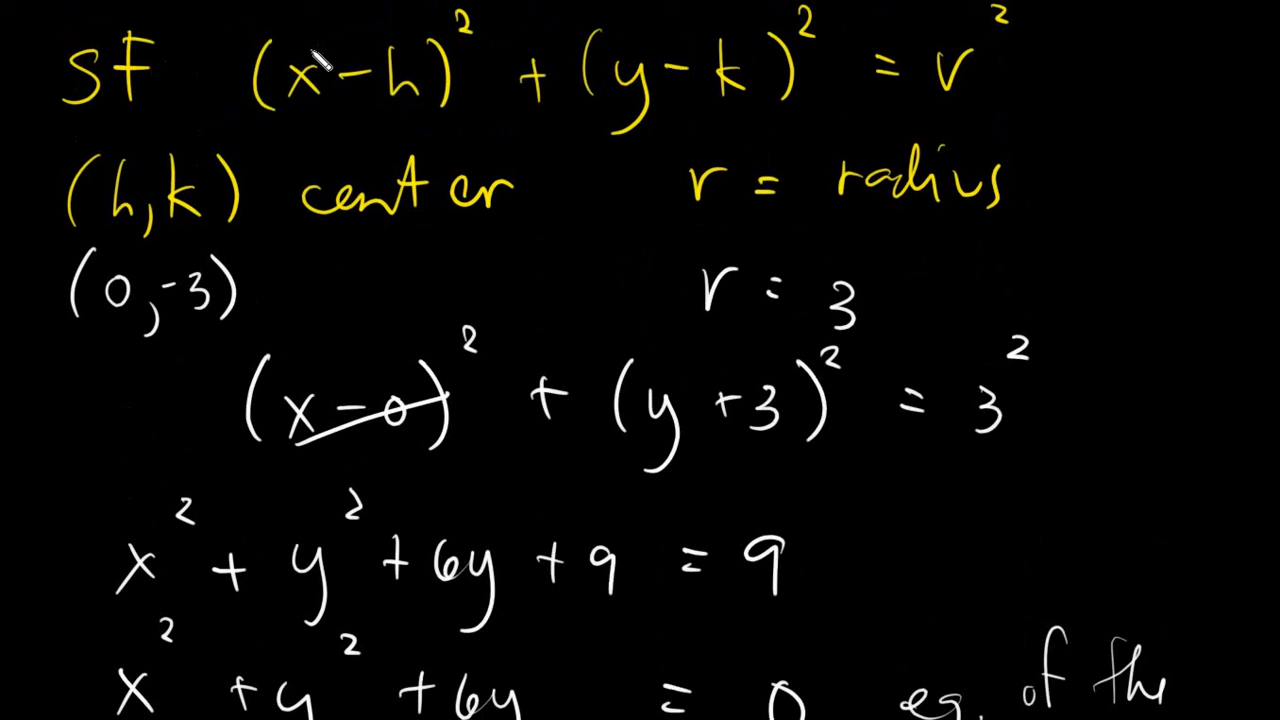 SF (x-h)² + (y-k)² = r²
(h,k) center r = radius
(0,-3) r = 3
(x-0)² + (y+3)² = 3²
x² + y² + 6y + 9 = 9
x² + y² + 6y = 0 eq. of the